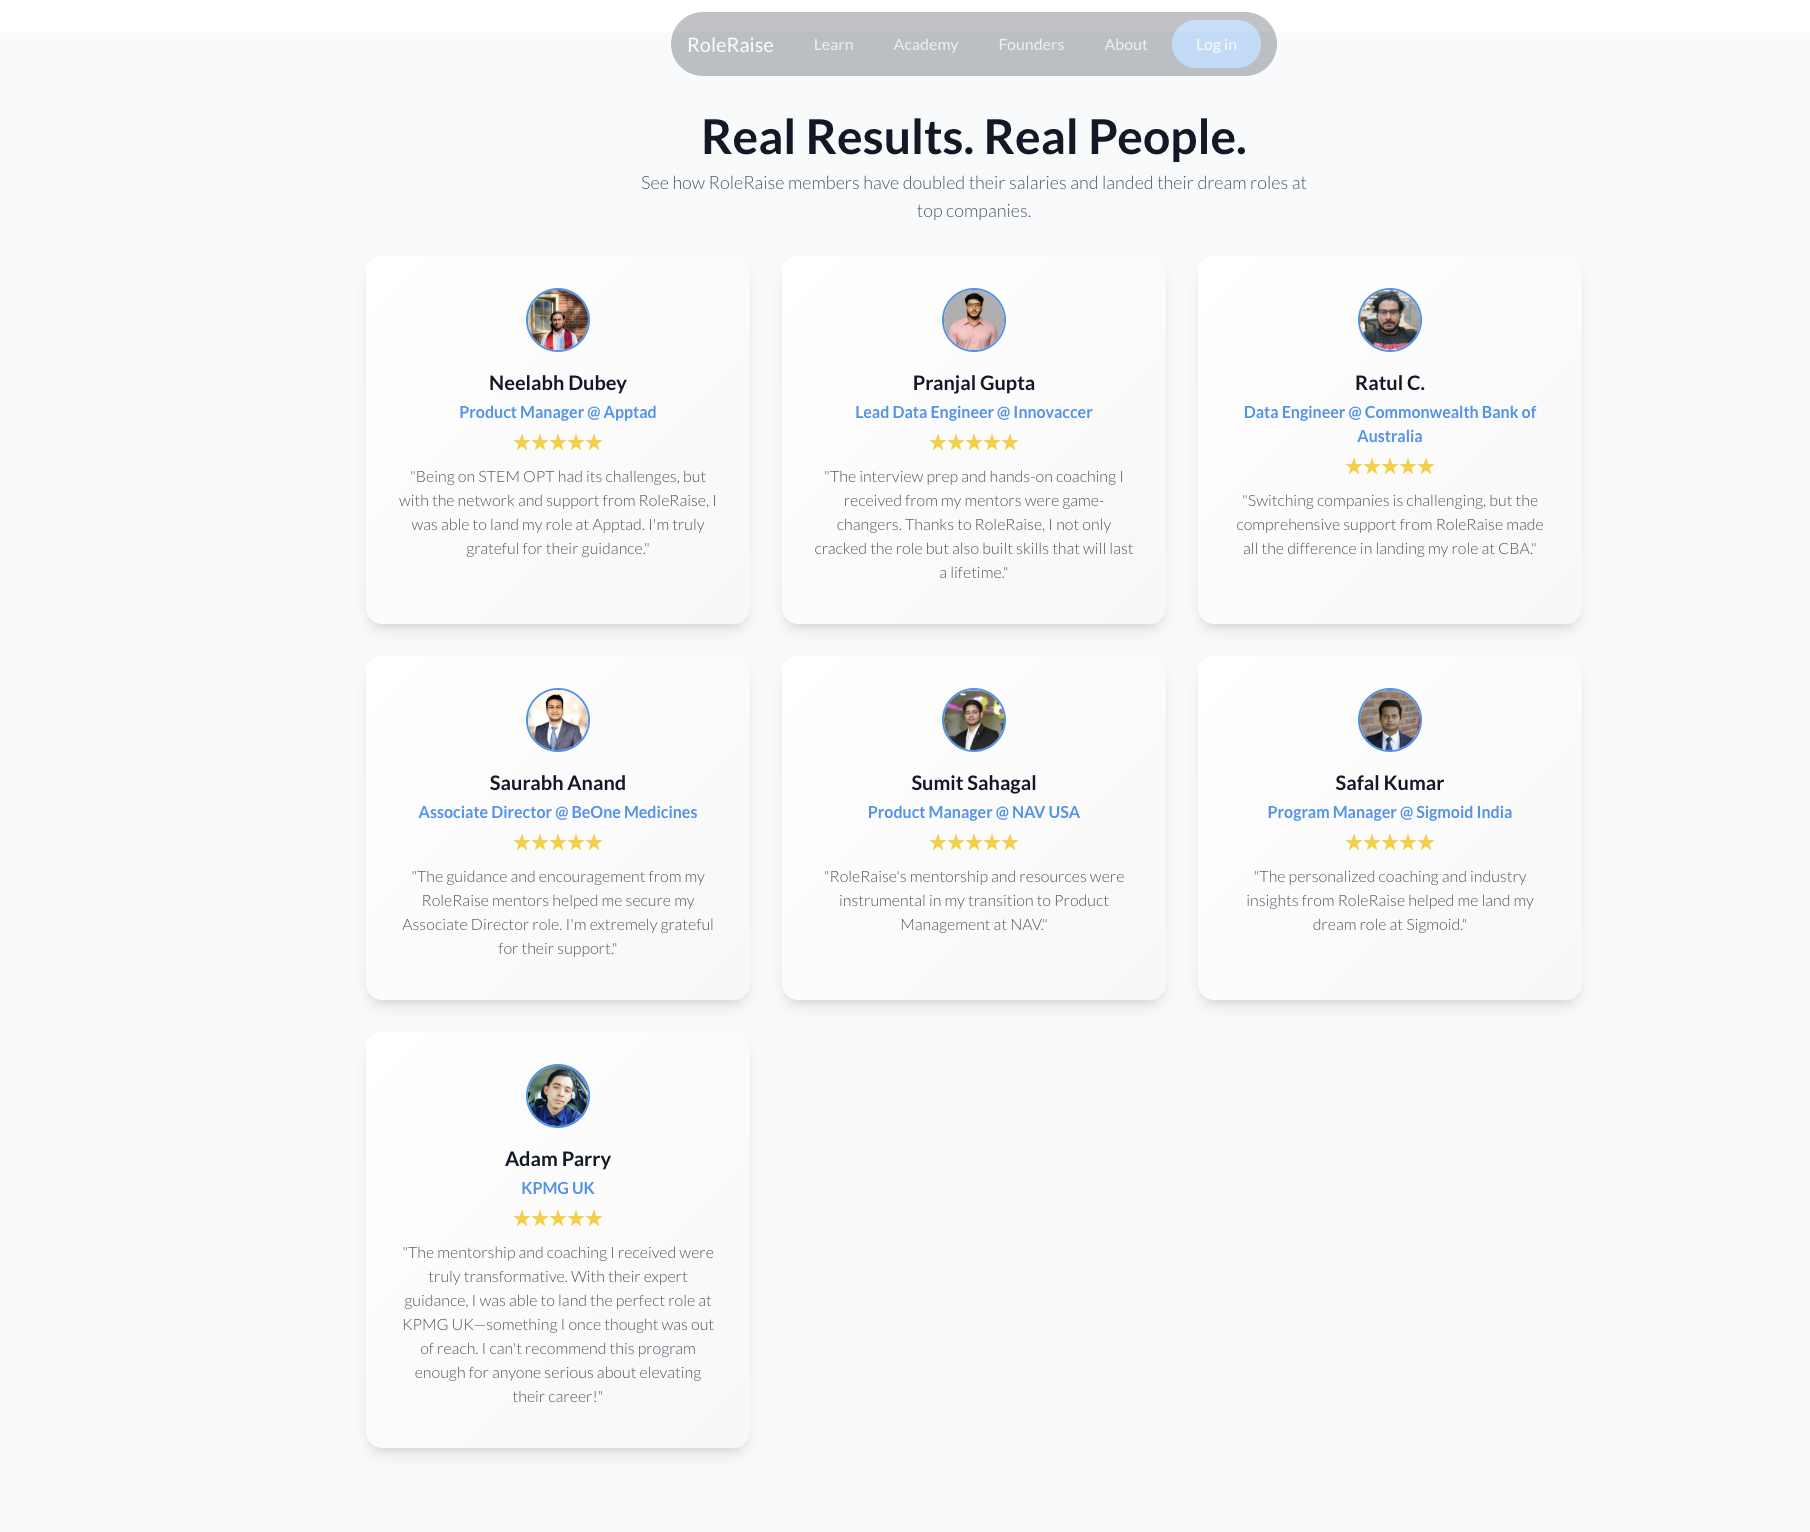 RoleRaise Learn Academy Founders About Log in
Real Results. Real People.
See how RoleRaise members have doubled their salaries and landed their dream roles at
top companies.
Neelabh Dubey
Product Manager @ Apptad
★★★★★
"Being on STEM OPT had its challenges, but
with the network and support from RoleRaise, I
was able to land my role at Apptad. I'm truly
grateful for their guidance."
Pranjal Gupta
Lead Data Engineer @ Innovaccer
★★★★★
"The interview prep and hands-on coaching I
received from my mentors were game-
changers. Thanks to RoleRaise, I not only
cracked the role but also built skills that will last
a lifetime."
Ratul C.
Data Engineer @ Commonwealth Bank of
Australia
★★★★★
"Switching companies is challenging, but the
comprehensive support from RoleRaise made
all the difference in landing my role at CBA."
Saurabh Anand
Associate Director @ BeOne Medicines
★★★★★
"The guidance and encouragement from my
RoleRaise mentors helped me secure my
Associate Director role. I'm extremely grateful
for their support."
Sumit Sahagal
Product Manager @ NAV USA
★★★★★
"RoleRaise's mentorship and resources were
instrumental in my transition to Product
Management at NAV."
Safal Kumar
Program Manager @ Sigmoid India
★★★★★
"The personalized coaching and industry
insights from RoleRaise helped me land my
dream role at Sigmoid."
Adam Parry
KPMG UK
★★★★★
"The mentorship and coaching I received were
truly transformative. With their expert
guidance, I was able to land the perfect role at
KPMG UK—something I once thought was out
of reach. I can't recommend this program
enough for anyone serious about elevating
their career!"